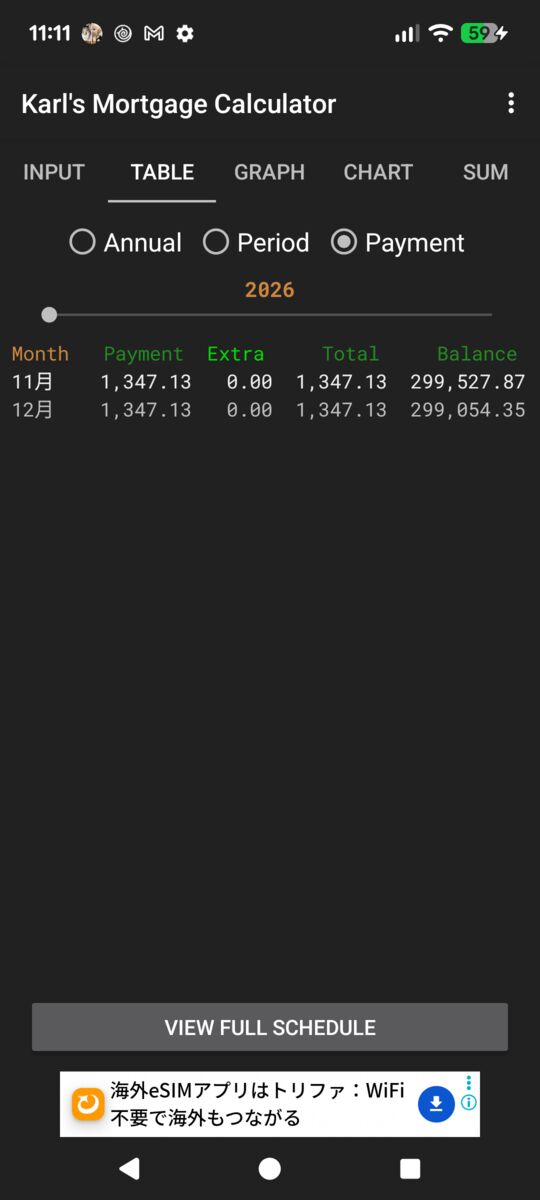 11:11 59
Karl's Mortgage Calculator
INPUT TABLE GRAPH CHART SUM
Annual Period Payment
2026
Month Payment Extra Total Balance
11月 1,347.13 0.00 1,347.13 299,527.87
12月 1,347.13 0.00 1,347.13 299,054.35
VIEW FULL SCHEDULE
海外eSIMアプリはトリファ：WiFi
不要で海外もつながる